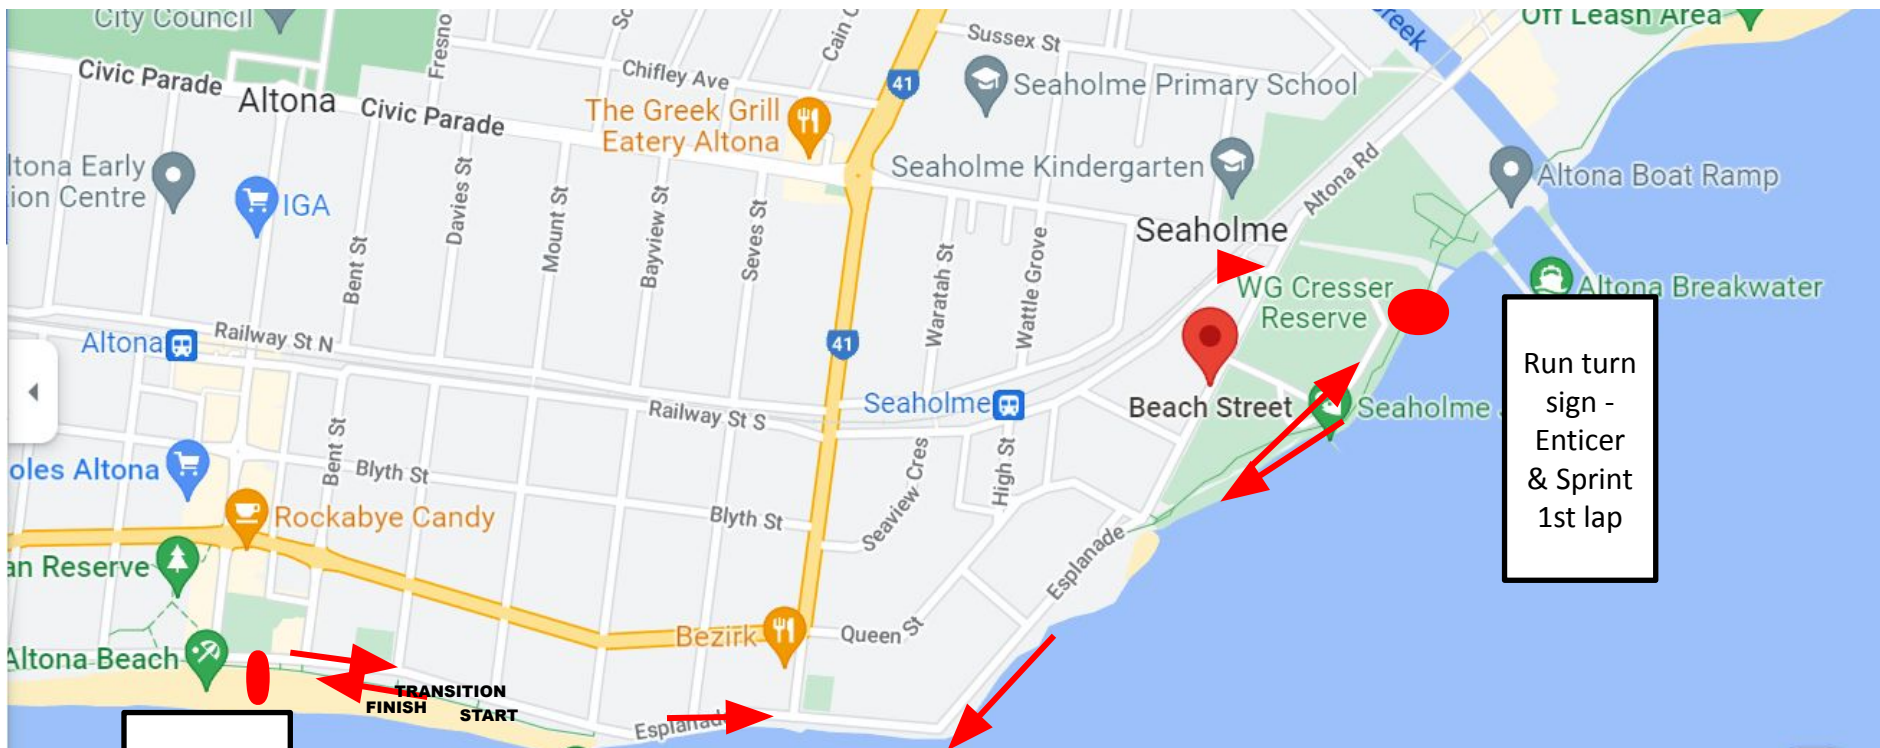 City Council
Civic Parade
Altona
Civic Parade
Fresno
Cain
Chifley Ave
Sussex St
41
The Greek Grill
Eatery Altona
Seaholme Primary School
Seaholme Kindergarten
Creek
Off Leash Area
Altona Rd
Altona Boat Ramp
Altona Breakwater
Seaholme
WG Cresser
Reserve
ltona Early
ion Centre
IGA
Davies St
Mount St
Bayview St
Seves St
Bent St
Waratah St
Wattle Grove
Altona
Railway St N
41
Seaholme
Railway St S
Beach Street
Seaholme
Run turn
sign -
Enticer
& Sprint
1st lap
oles Altona
Bent St
Blyth St
Blyth St
Seaview Cres
High St
Rockabye Candy
an Reserve
Esplanade
Bezirk
Queen St
Altona Beach
TRANSITION
FINISH
START
Esplanade